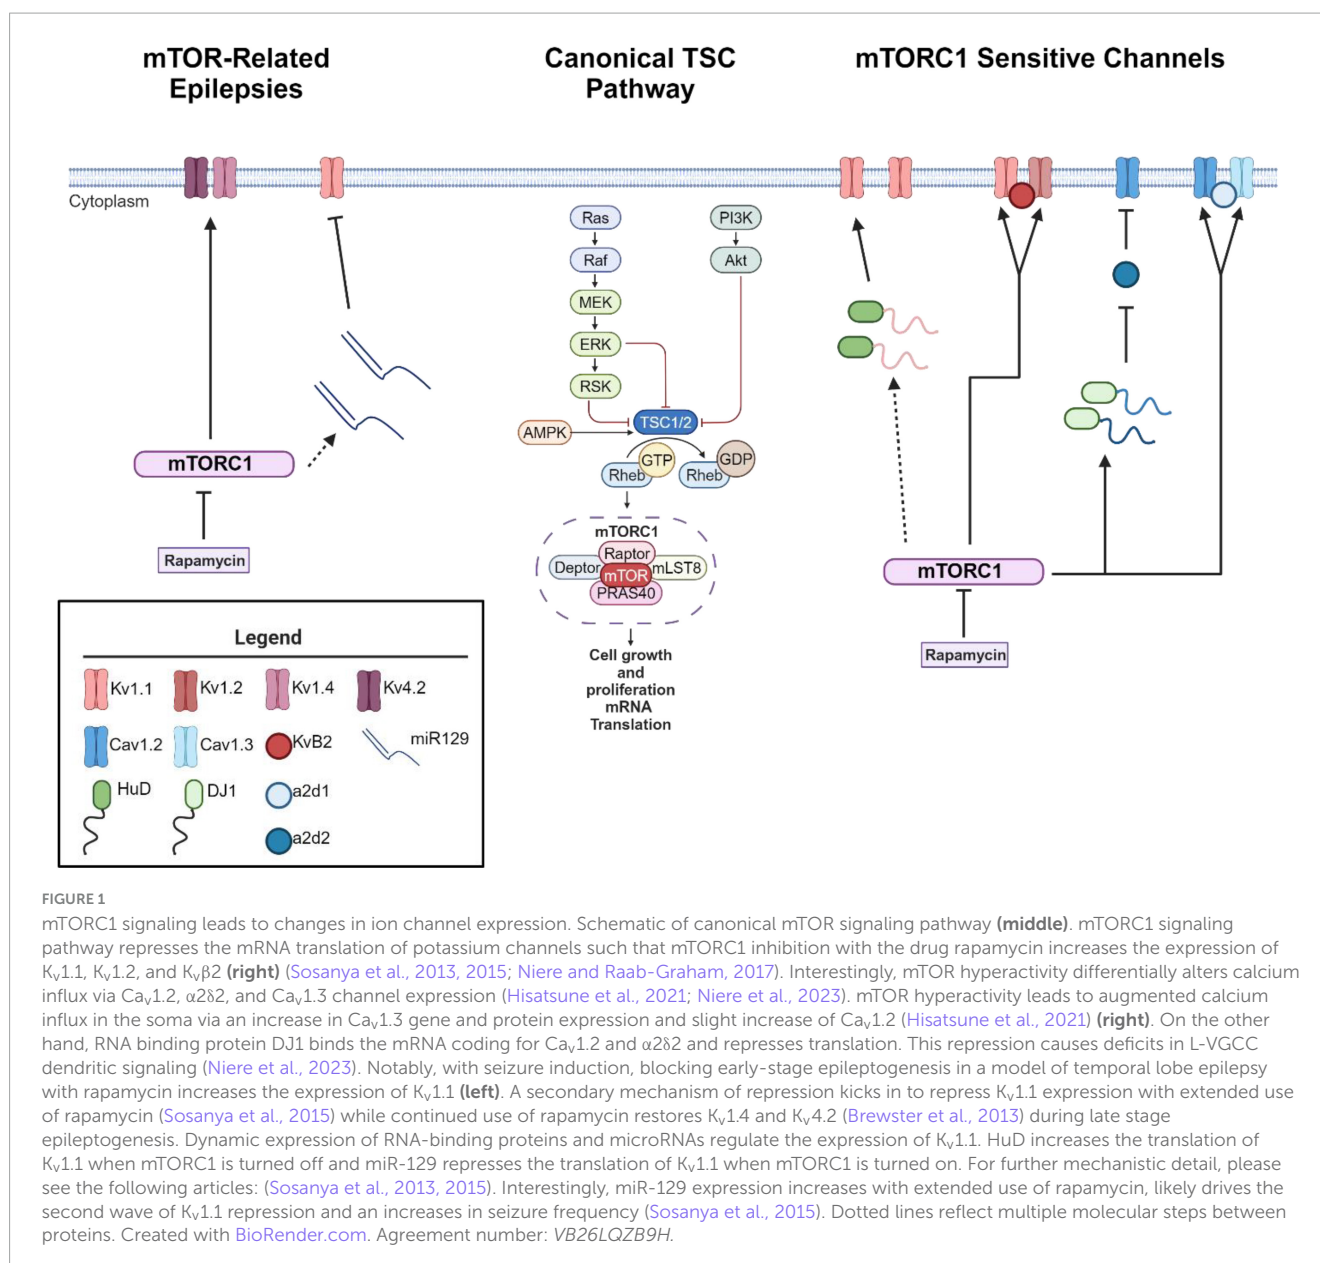 mTOR-Related
Epilepsies
Canonical TSC
Pathway
mTORC1 Sensitive Channels
Cytoplasm
Ras
PI3K
Raf
Akt
MEK
ERK
RSK
TSC1/2
AMPK
GTP
GDP
Rheb
Rheb
mTORC1
Rapamycin
mTORC1
Raptor
Deptor
mTOR
mLST8
PRAS40
Cell growth
and
proliferation
mRNA
Translation
mTORC1
Rapamycin
Legend
Kv1.1
Kv1.2
Kv1.4
Kv4.2
Cav1.2
Cav1.3
KvB2
miR129
HuD
DJ1
a2d1
a2d2
FIGURE 1
mTORC1 signaling leads to changes in ion channel expression. Schematic of canonical mTOR signaling pathway (middle). mTORC1 signaling
pathway represses the mRNA translation of potassium channels such that mTORC1 inhibition with the drug rapamycin increases the expression of
Kv1.1, Kv1.2, and Kvβ2 (right) (Sosanya et al., 2013, 2015; Niere and Raab-Graham, 2017). Interestingly, mTOR hyperactivity differentially alters calcium
influx via Cav1.2, α2δ2, and Cav1.3 channel expression (Hisatsune et al., 2021; Niere et al., 2023). mTOR hyperactivity leads to augmented calcium
influx in the soma via an increase in Cav1.3 gene and protein expression and slight increase of Cav1.2 (Hisatsune et al., 2021) (right). On the other
hand, RNA binding protein DJ1 binds the mRNA coding for Cav1.2 and α2δ2 and represses translation. This repression causes deficits in L-VGCC
dendritic signaling (Niere et al., 2023). Notably, with seizure induction, blocking early-stage epileptogenesis in a model of temporal lobe epilepsy
with rapamycin increases the expression of Kv1.1 (left). A secondary mechanism of repression kicks in to repress Kv1.1 expression with extended use
of rapamycin (Sosanya et al., 2015) while continued use of rapamycin restores Kv1.4 and Kv4.2 (Brewster et al., 2013) during late stage
epileptogenesis. Dynamic expression of RNA-binding proteins and microRNAs regulate the expression of Kv1.1. HuD increases the translation of
Kv1.1 when mTORC1 is turned off and miR-129 represses the translation of Kv1.1 when mTORC1 is turned on. For further mechanistic detail, please
see the following articles: (Sosanya et al., 2013, 2015). Interestingly, miR-129 expression increases with extended use of rapamycin, likely drives the
second wave of Kv1.1 repression and an increases in seizure frequency (Sosanya et al., 2015). Dotted lines reflect multiple molecular steps between
proteins. Created with BioRender.com. Agreement number: VB26LQZB9H.